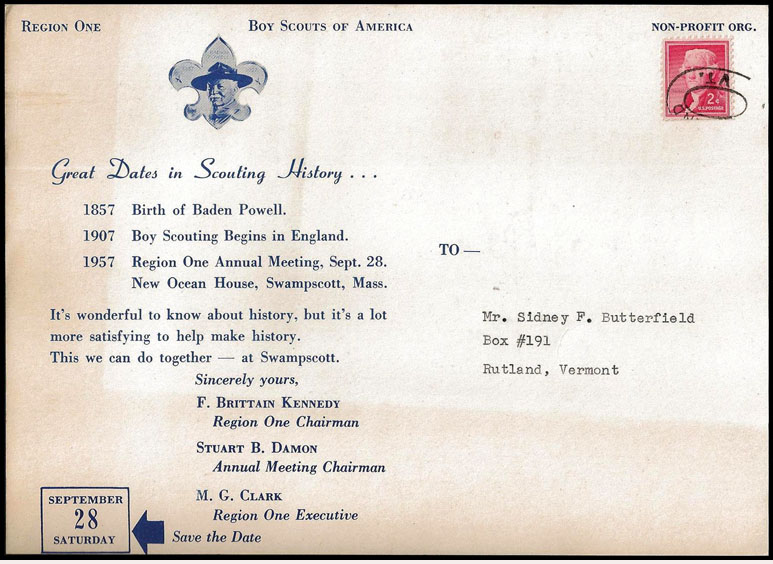 REGION ONE
BOY SCOUTS OF AMERICA
NON-PROFIT ORG.
2¢
U.S. POSTAGE
Great Dates in Scouting History . . .
1857 Birth of Baden Powell.
1907 Boy Scouting Begins in England.
1957 Region One Annual Meeting, Sept. 28.
New Ocean House, Swampscott, Mass.
It's wonderful to know about history, but it's a lot
more satisfying to help make history.
This we can do together — at Swampscott.
Sincerely yours,
F. BRITTAIN KENNEDY
Region One Chairman
STUART B. DAMON
Annual Meeting Chairman
M. G. CLARK
Region One Executive
SEPTEMBER
28
SATURDAY
Save the Date
TO —
Mr. Sidney F. Butterfield
Box #191
Rutland, Vermont